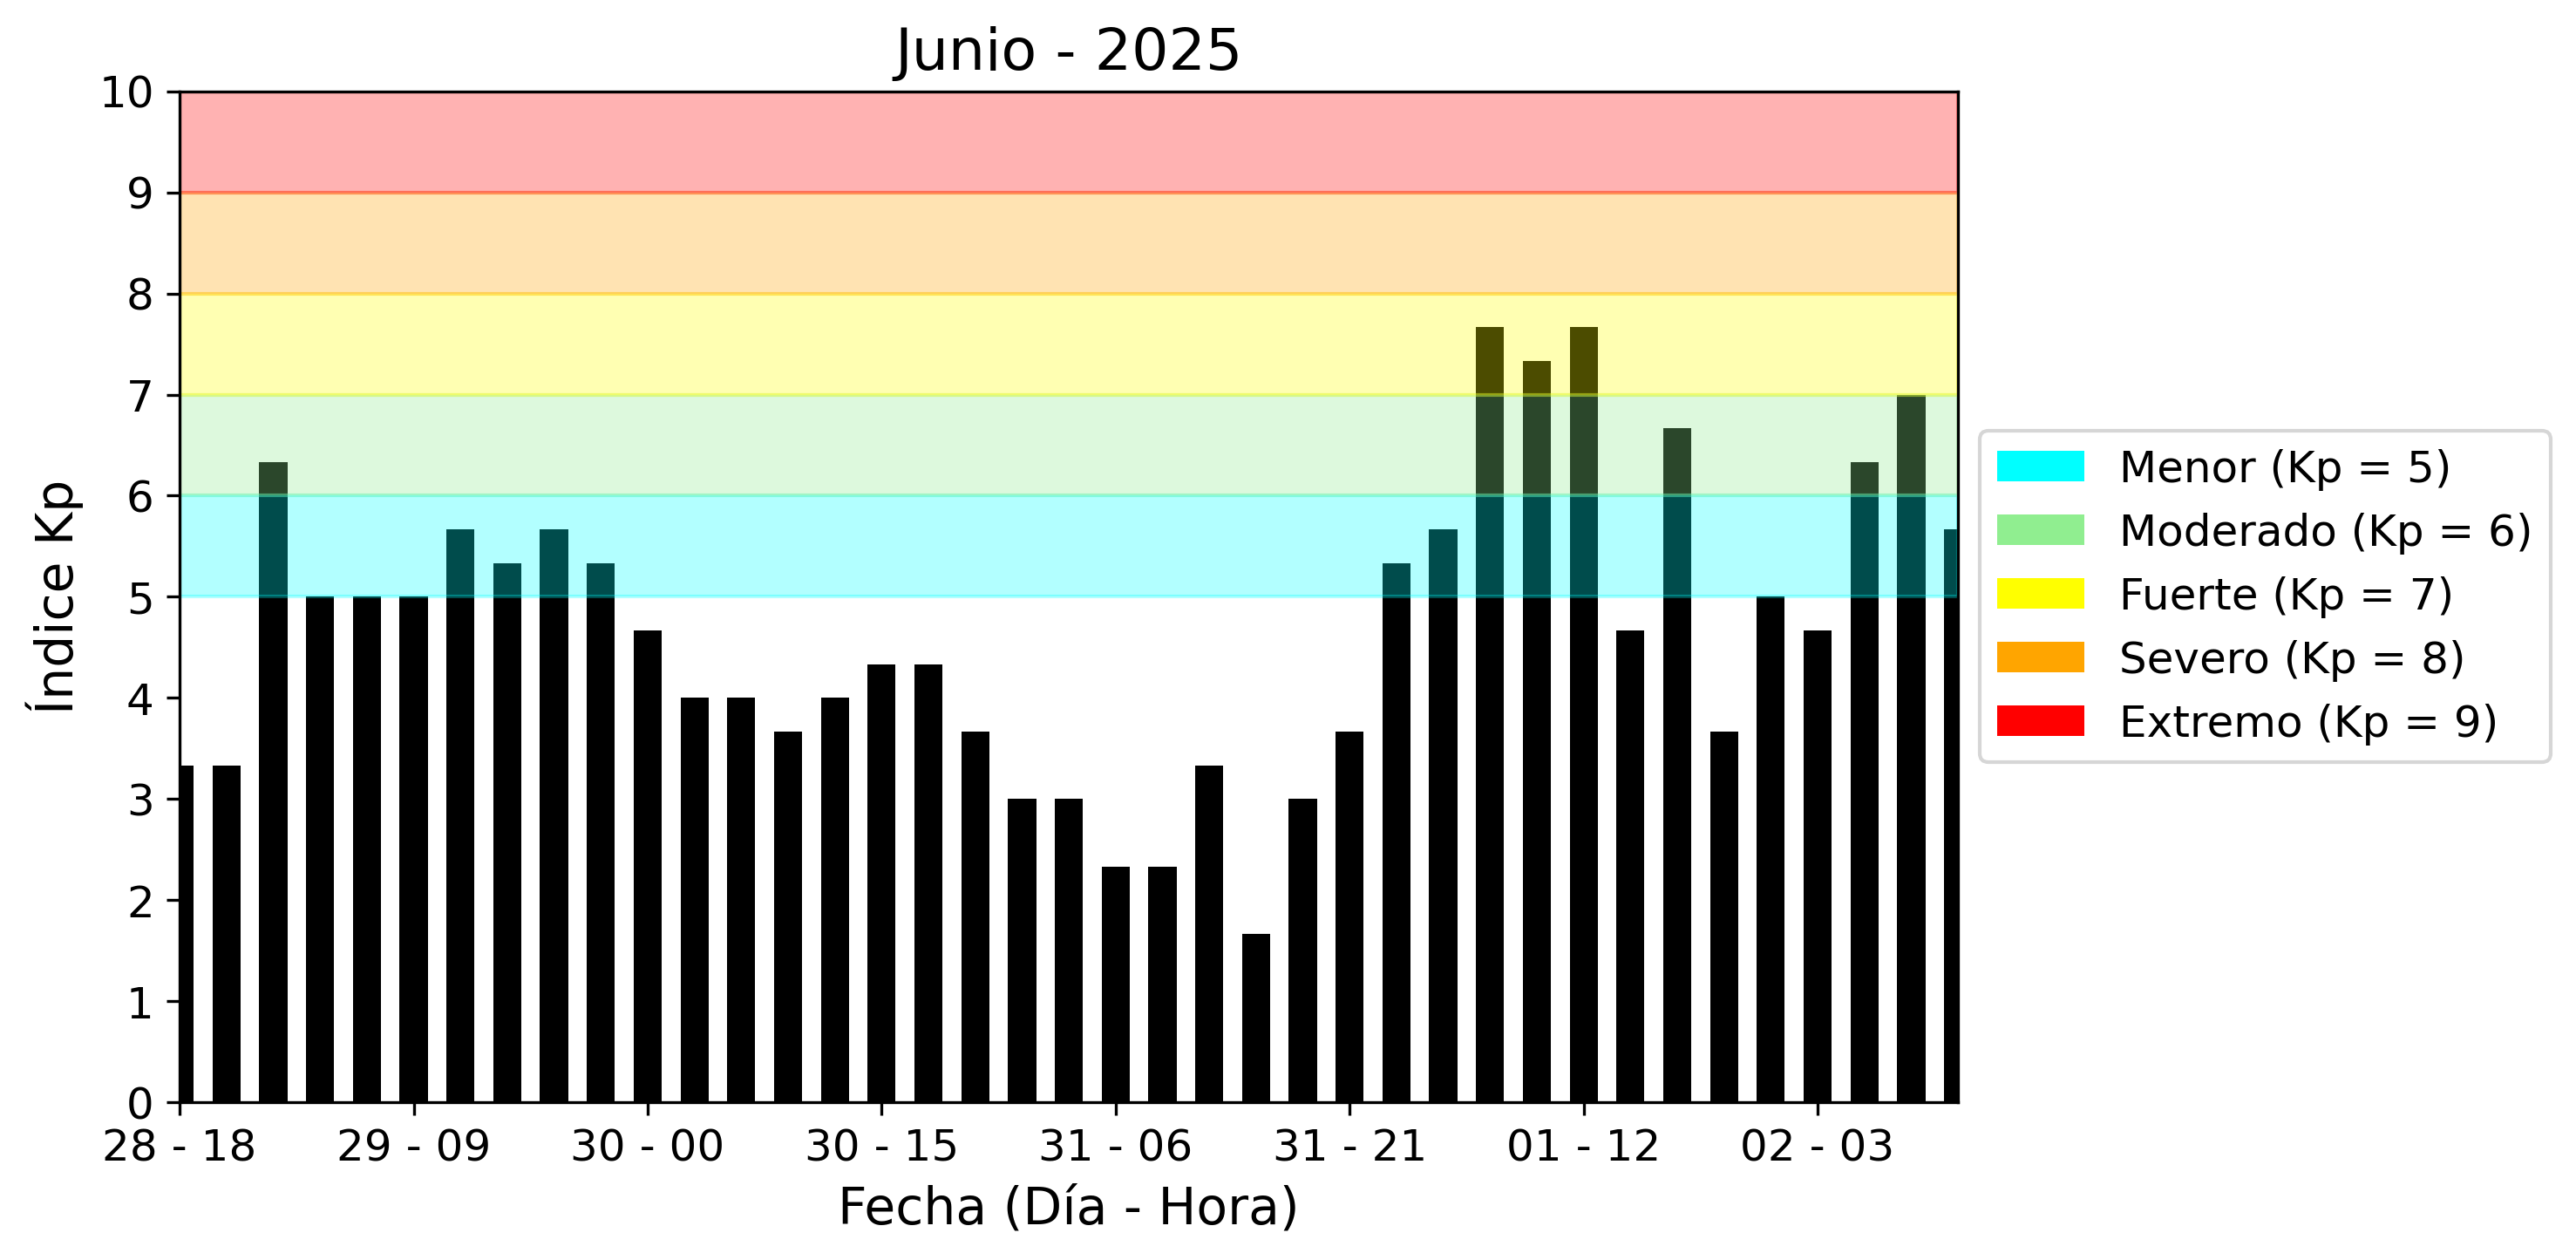 Junio - 2025
10
9
8
7
6
5
4
3
2
1
0
Índice Kp
28 - 18 29 - 09 30 - 00 30 - 15 31 - 06 31 - 21 01 - 12 02 - 03
Fecha (Día - Hora)
Menor (Kp = 5)
Moderado (Kp = 6)
Fuerte (Kp = 7)
Severo (Kp = 8)
Extremo (Kp = 9)